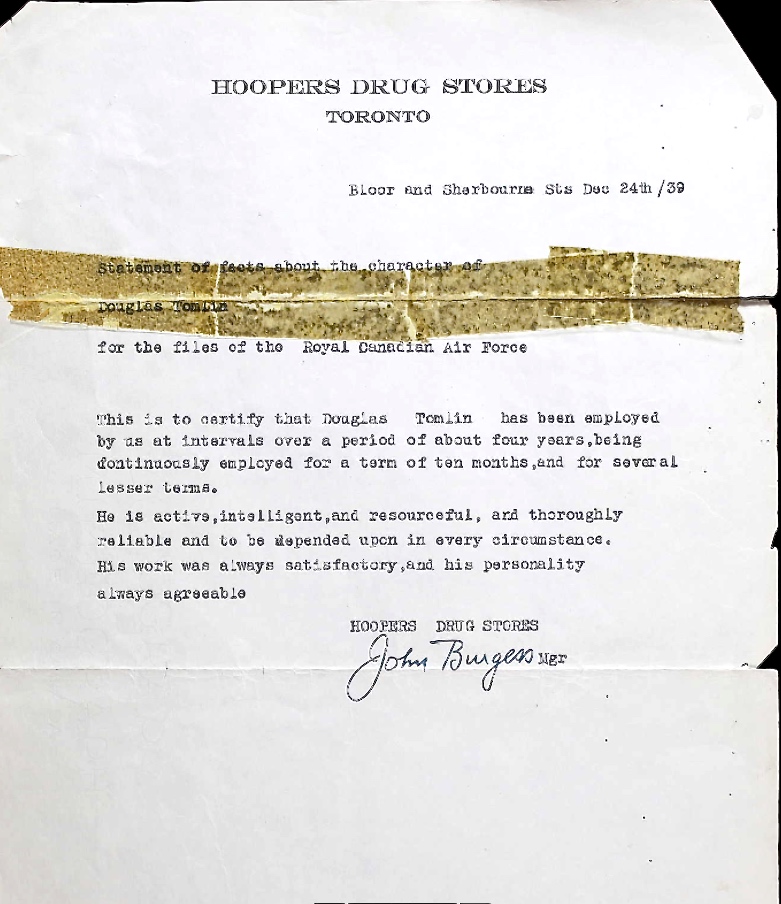 HOOPERS DRUG STORES
TORONTO
Bloor and Sherbourne Sts Dec 24th/39
Statement of facts about the character of
Douglas Tomlin
for the files of the Royal Canadian Air Force
This is to certify that Douglas Tomlin has been employed
by us at intervals over a period of about four years,being
dontinuously employed for a term of ten months,and for several
lesser terms.
He is active,intelligent,and resourceful, and thoroughly
reliable and to be depended upon in every circumstance.
His work was always satisfactory,and his personality
always agreeable
HOOPERS DRUG STORES
John Burgess Mgr